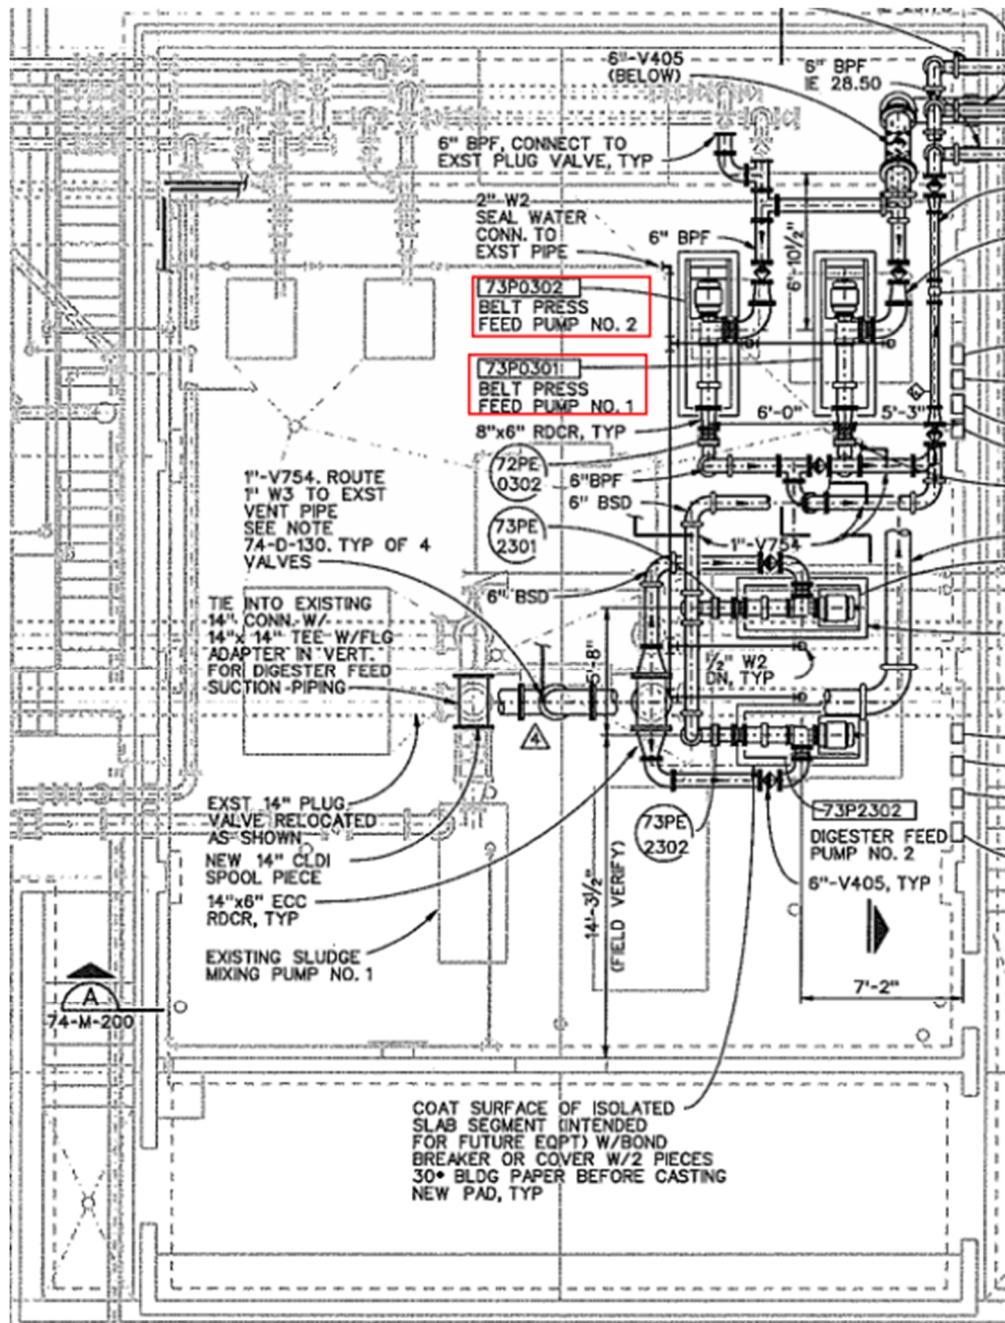 6"-V405
(BELOW)
6" BPF
IE 28.50
6" BPF, CONNECT TO
EXST PLUG VALVE, TYP
2" W2
SEAL WATER
CONN. TO
EXST PIPE
6" BPF
6'-10½"
73P0302
BELT PRESS
FEED PUMP NO. 2
73P0301
BELT PRESS
FEED PUMP NO. 1
6'-0"
5'-3"
8"x6" RDCR, TYP
72PE
0302
6"BPF
6" BSD
73PE
2301
1"-V754. ROUTE
1" W3 TO EXST
VENT PIPE
SEE NOTE
74-D-130. TYP OF 4
VALVES
1"-V754
6" BSD
TIE INTO EXISTING
14" CONN. W/
14"x 14" TEE W/FLG
ADAPTER IN VERT.
FOR DIGESTER FEED
SUCTION PIPING
5'-8"
½" W2
DN, TYP
4
EXST 14" PLUG
VALVE RELOCATED
AS SHOWN
NEW 14" CLDI
SPOOL PIECE
14"x6" ECC
RDCR, TYP
EXISTING SLUDGE
MIXING PUMP NO. 1
73PE
2302
73P2302
DIGESTER FEED
PUMP NO. 2
6"-V405, TYP
14'-3½"
(FIELD VERIFY)
7'-2"
A
74-M-200
COAT SURFACE OF ISOLATED
SLAB SEGMENT (INTENDED
FOR FUTURE EQPT) W/BOND
BREAKER OR COVER W/2 PIECES
30• BLDG PAPER BEFORE CASTING
NEW PAD, TYP